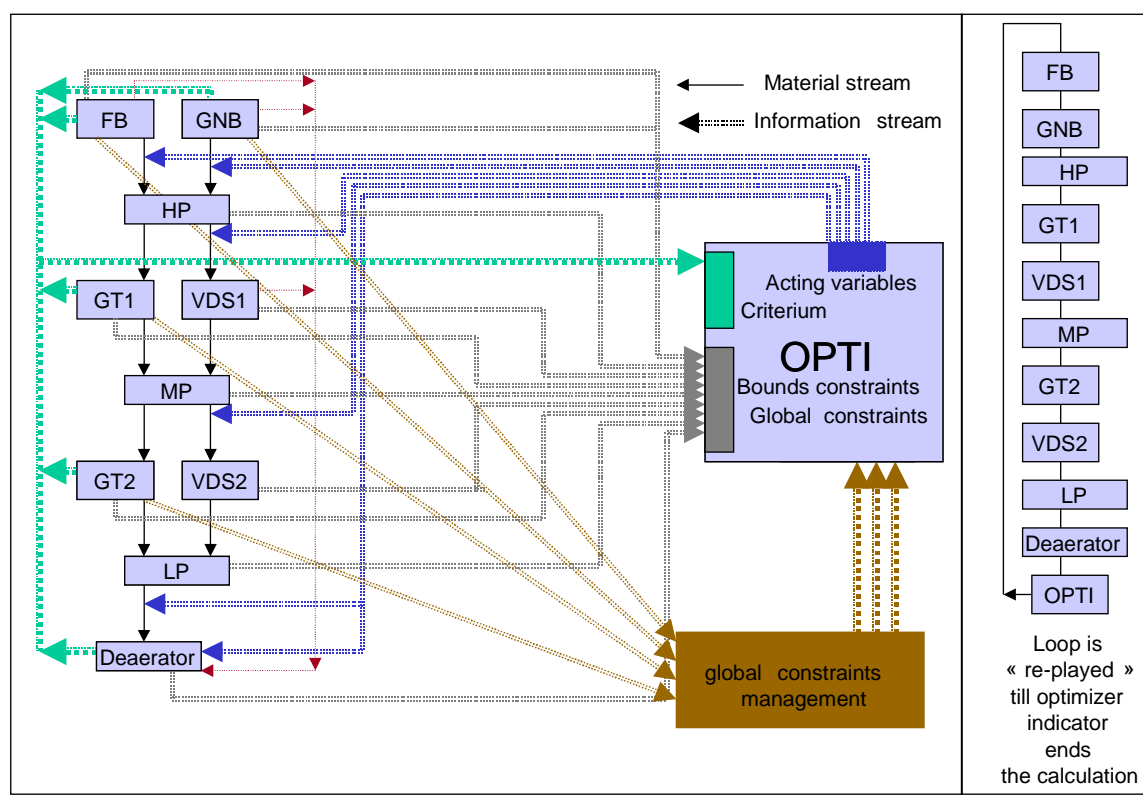 Material stream
Information stream
FB
GNB
HP
GT1
VDS1
MP
GT2
VDS2
LP
Deaerator
Acting variables
Criterium
OPTI
Bounds constraints
Global constraints
global constraints
management
FB
GNB
HP
GT1
VDS1
MP
GT2
VDS2
LP
Deaerator
OPTI
Loop is
« re-played »
till optimizer
indicator
ends
the calculation